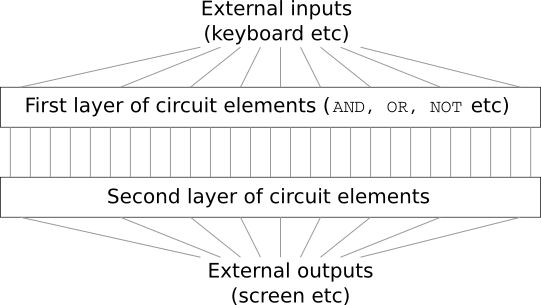 External inputs
(keyboard etc)
First layer of circuit elements (AND, OR, NOT etc)
Second layer of circuit elements
External outputs
(screen etc)